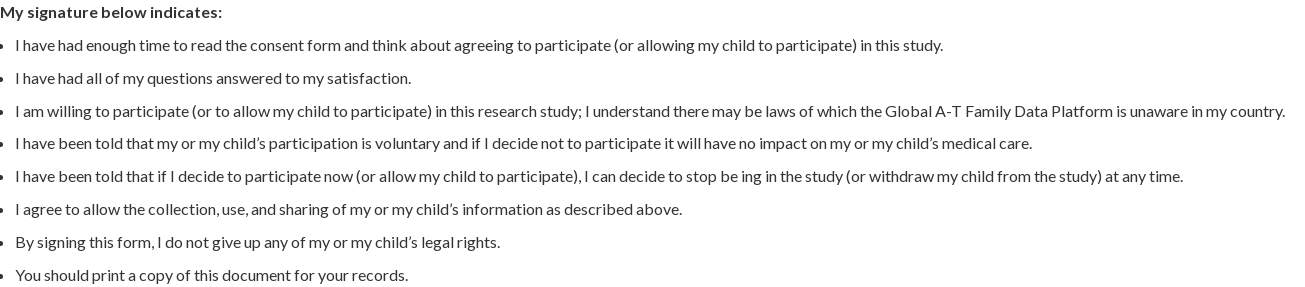 My signature below indicates:
• I have had enough time to read the consent form and think about agreeing to participate (or allowing my child to participate) in this study.
• I have had all of my questions answered to my satisfaction.
• I am willing to participate (or to allow my child to participate) in this research study; I understand there may be laws of which the Global A-T Family Data Platform is unaware in my country.
• I have been told that my or my child’s participation is voluntary and if I decide not to participate it will have no impact on my or my child’s medical care.
• I have been told that if I decide to participate now (or allow my child to participate), I can decide to stop be ing in the study (or withdraw my child from the study) at any time.
• I agree to allow the collection, use, and sharing of my or my child’s information as described above.
• By signing this form, I do not give up any of my or my child’s legal rights.
• You should print a copy of this document for your records.